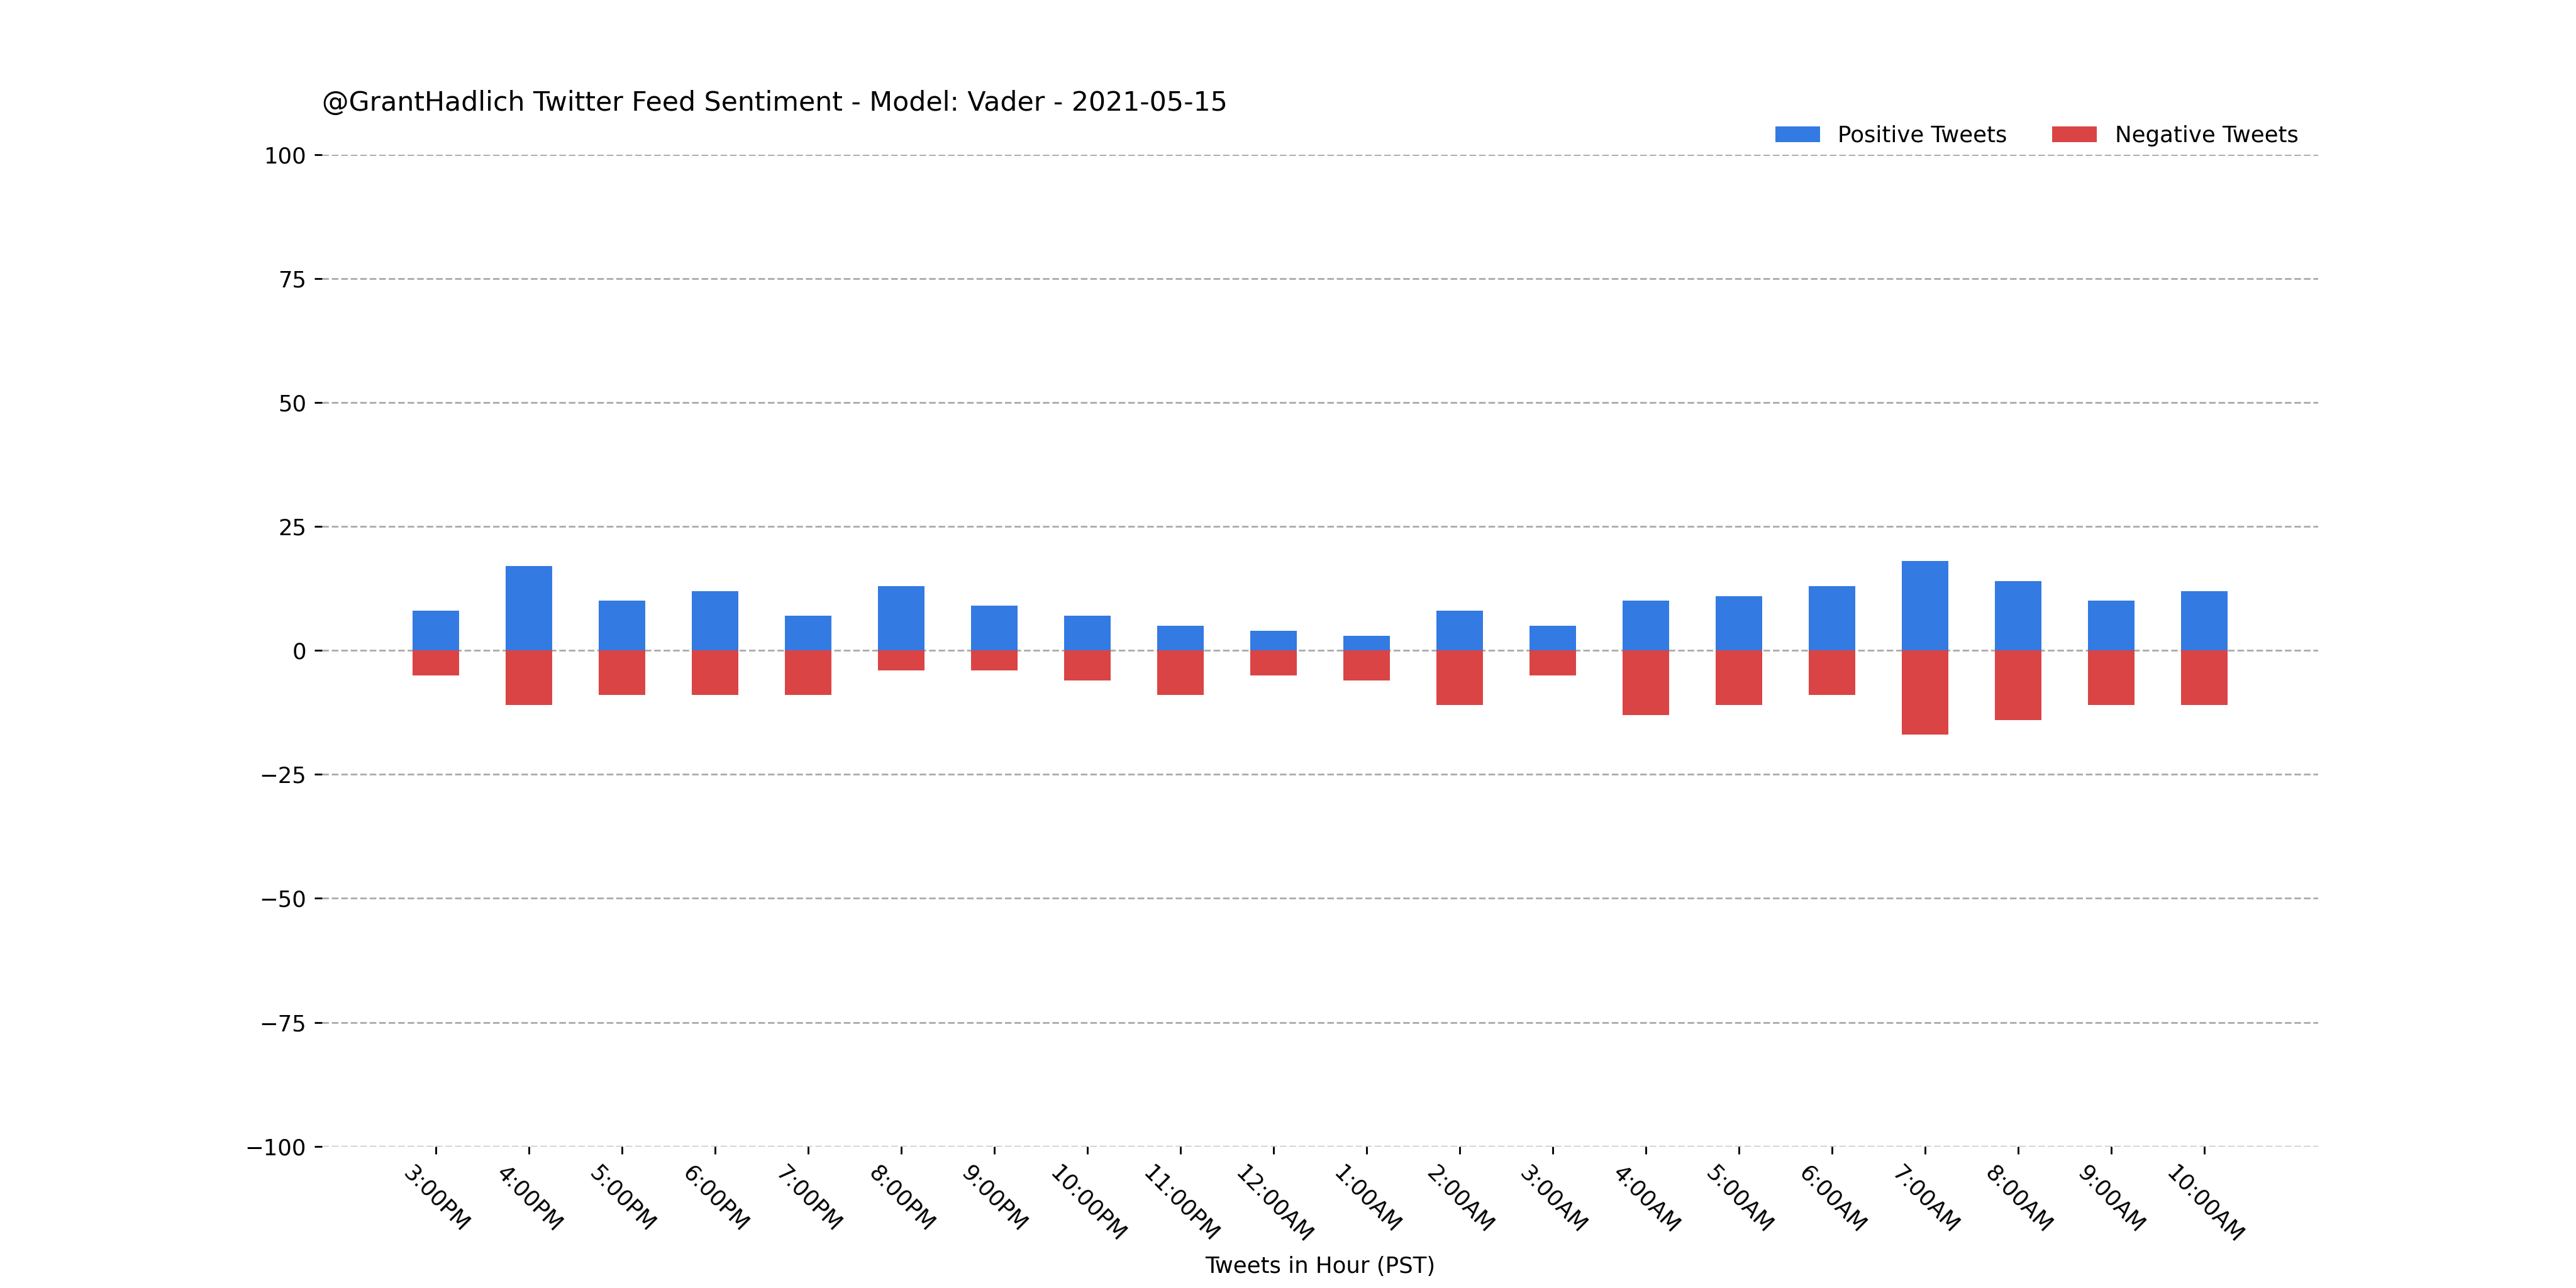 @GrantHadlich Twitter Feed Sentiment - Model: Vader - 2021-05-15
Positive Tweets
Negative Tweets
100
75
50
25
0
−25
−50
−75
−100
3:00PM
4:00PM
5:00PM
6:00PM
7:00PM
8:00PM
9:00PM
10:00PM
11:00PM
12:00AM
1:00AM
2:00AM
3:00AM
4:00AM
5:00AM
6:00AM
7:00AM
8:00AM
9:00AM
10:00AM
Tweets in Hour (PST)